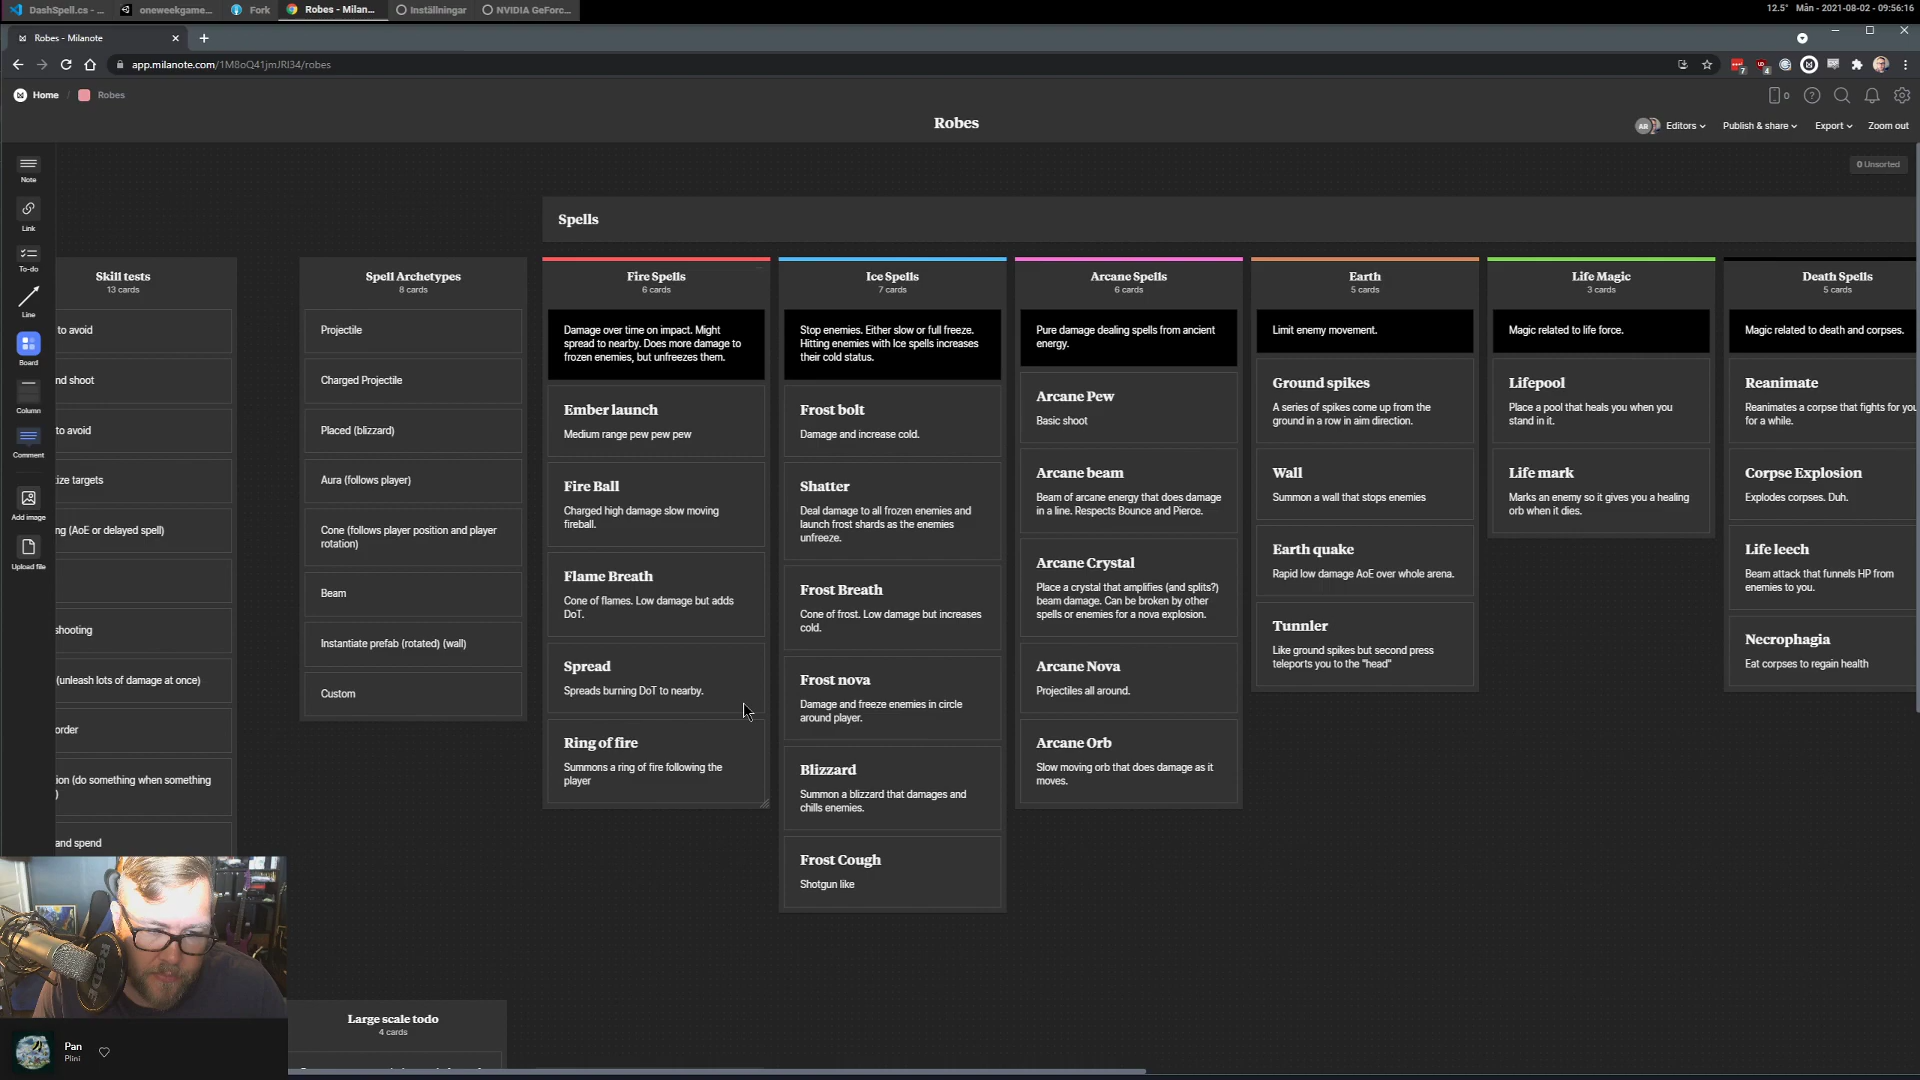 DashSpell.cs - ...
oneweekgame...
Fork
Robes - Milan...
Inställningar
NVIDIA GeForc...
12.5° Mån - 2021-08-02 - 09:56:16
Robes - Milanote
app.milanote.com/1M8oQ41jmJRI34/robes
7
4
Home / Robes
0
Robes
AR
Editors
Publish & share
Export
Zoom out
0 Unsorted
Note
Link
To-do
Line
Board
Column
Comment
Add image
Upload file
Skill tests
13 cards
to avoid
nd shoot
to avoid
ize targets
ng (AoE or delayed spell)
shooting
(unleash lots of damage at once)
order
ion (do something when something
)
and spend
Spell Archetypes
8 cards
Projectile
Charged Projectile
Placed (blizzard)
Aura (follows player)
Cone (follows player position and player
rotation)
Beam
Instantiate prefab (rotated) (wall)
Custom
Spells
Fire Spells
6 cards
Damage over time on impact. Might
spread to nearby. Does more damage to
frozen enemies, but unfreezes them.
Ember launch
Medium range pew pew pew
Fire Ball
Charged high damage slow moving
fireball.
Flame Breath
Cone of flames. Low damage but adds
DoT.
Spread
Spreads burning DoT to nearby.
Ring of fire
Summons a ring of fire following the
player
Ice Spells
7 cards
Stop enemies. Either slow or full freeze.
Hitting enemies with Ice spells increases
their cold status.
Frost bolt
Damage and increase cold.
Shatter
Deal damage to all frozen enemies and
launch frost shards as the enemies
unfreeze.
Frost Breath
Cone of frost. Low damage but increases
cold.
Frost nova
Damage and freeze enemies in circle
around player.
Blizzard
Summon a blizzard that damages and
chills enemies.
Frost Cough
Shotgun like
Arcane Spells
6 cards
Pure damage dealing spells from ancient
energy.
Arcane Pew
Basic shoot
Arcane beam
Beam of arcane energy that does damage
in a line. Respects Bounce and Pierce.
Arcane Crystal
Place a crystal that amplifies (and splits?)
beam damage. Can be broken by other
spells or enemies for a nova explosion.
Arcane Nova
Projectiles all around.
Arcane Orb
Slow moving orb that does damage as it
moves.
Earth
5 cards
Limit enemy movement.
Ground spikes
A series of spikes come up from the
ground in a row in aim direction.
Wall
Summon a wall that stops enemies
Earth quake
Rapid low damage AoE over whole arena.
Tunnler
Like ground spikes but second press
teleports you to the "head"
Life Magic
3 cards
Magic related to life force.
Lifepool
Place a pool that heals you when you
stand in it.
Life mark
Marks an enemy so it gives you a healing
orb when it dies.
Death Spells
5 cards
Magic related to death and corpses.
Reanimate
Reanimates a corpse that fights for you
for a while.
Corpse Explosion
Explodes corpses. Duh.
Life leech
Beam attack that funnels HP from
enemies to you.
Necrophagia
Eat corpses to regain health
Large scale todo
4 cards
RODE
Pan
Plini